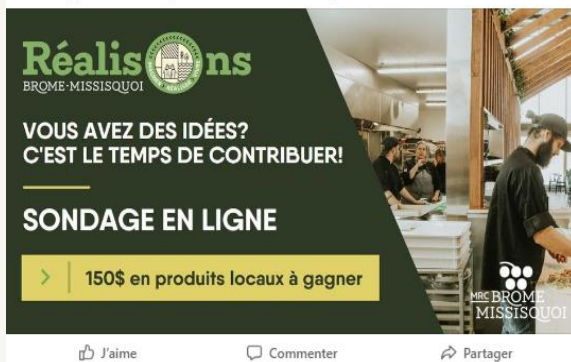 Réalisons
BROME-MISSISQUOI
VOUS AVEZ DES IDÉES?
C'EST LE TEMPS DE CONTRIBUER!
SONDAGE EN LIGNE
150$ en produits locaux à gagner
MRC BROME
MISSISQUOI
J'aime
Commenter
Partager